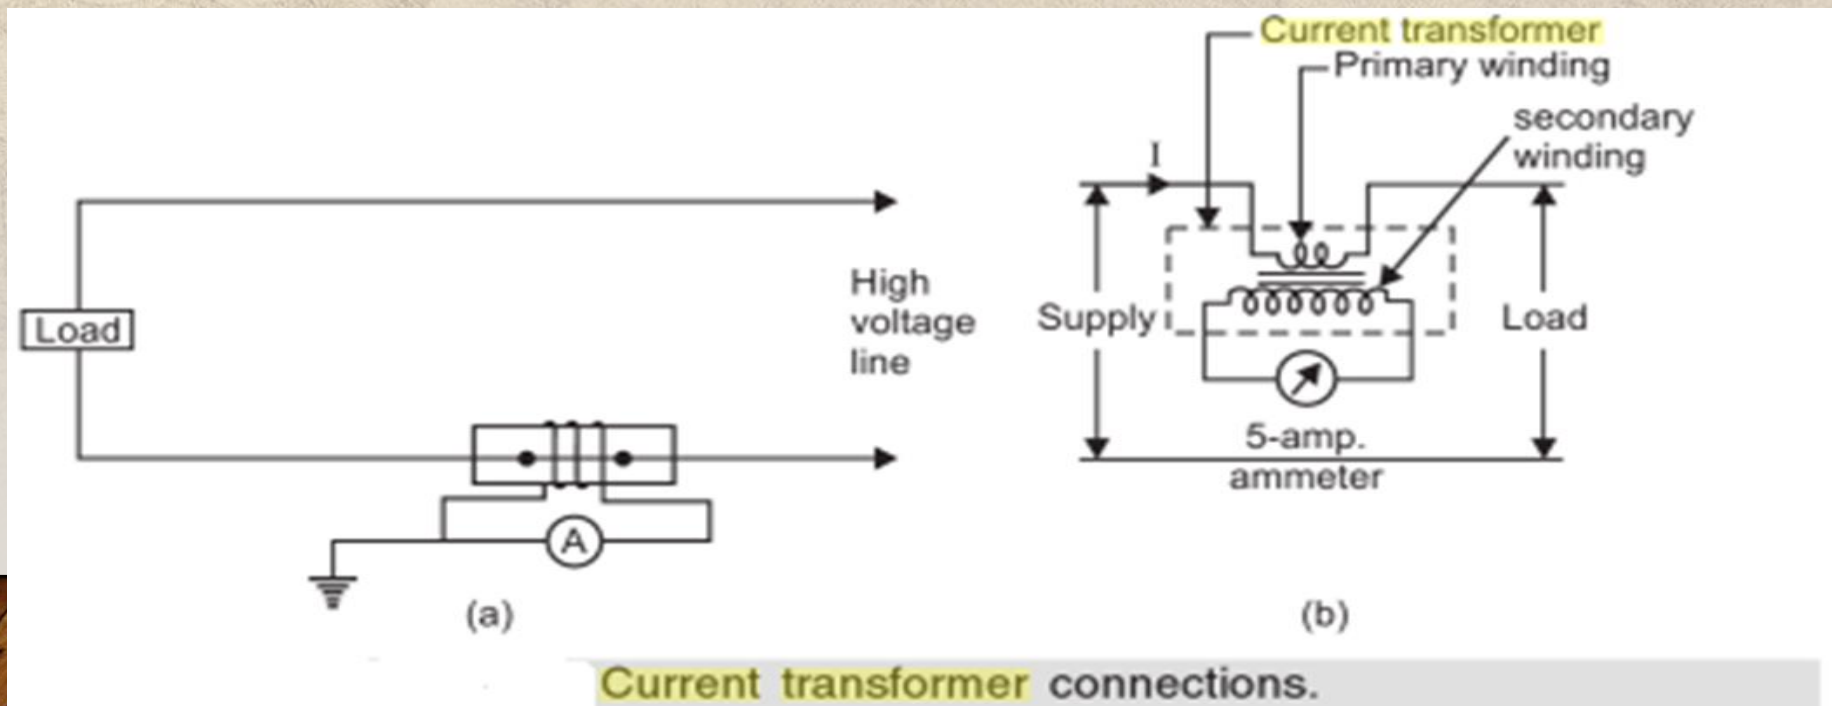 Load
High
voltage
line
A
(a)
Current transformer
Primary winding
secondary
winding
I
Supply
Load
5-amp.
ammeter
(b)
Current transformer connections.